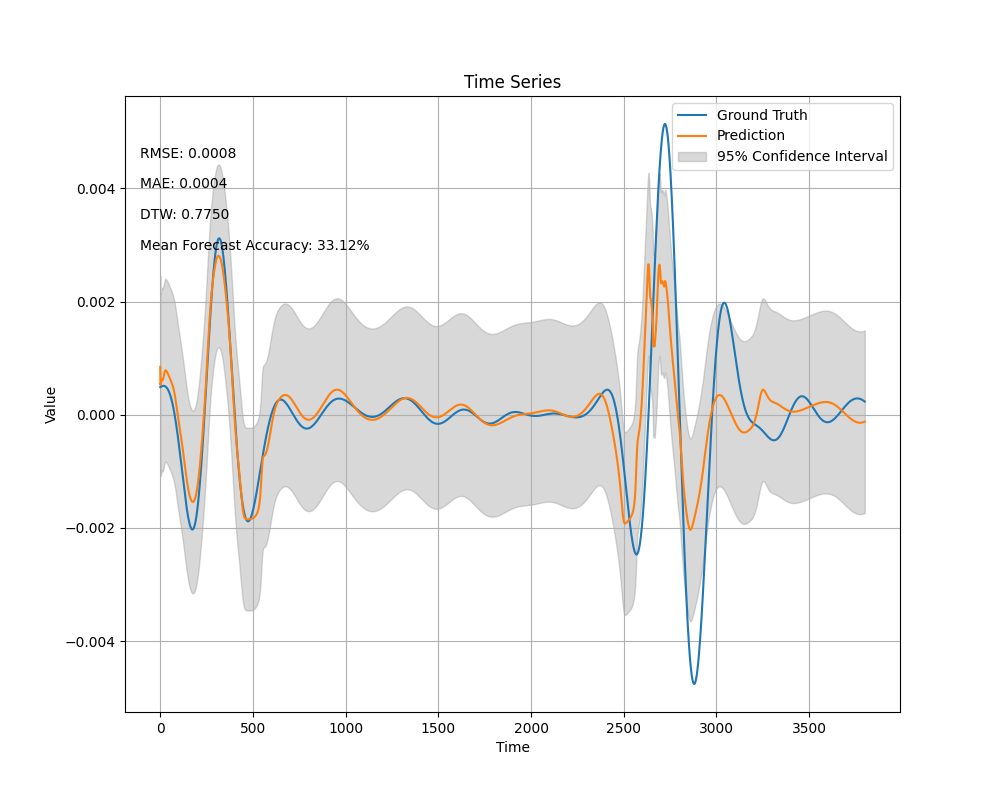 Time Series
Ground Truth
Prediction
95% Confidence Interval
RMSE: 0.0008
MAE: 0.0004
DTW: 0.7750
Mean Forecast Accuracy: 33.12%
0.004
0.002
0.000
−0.002
−0.004
Value
0 500 1000 1500 2000 2500 3000 3500
Time